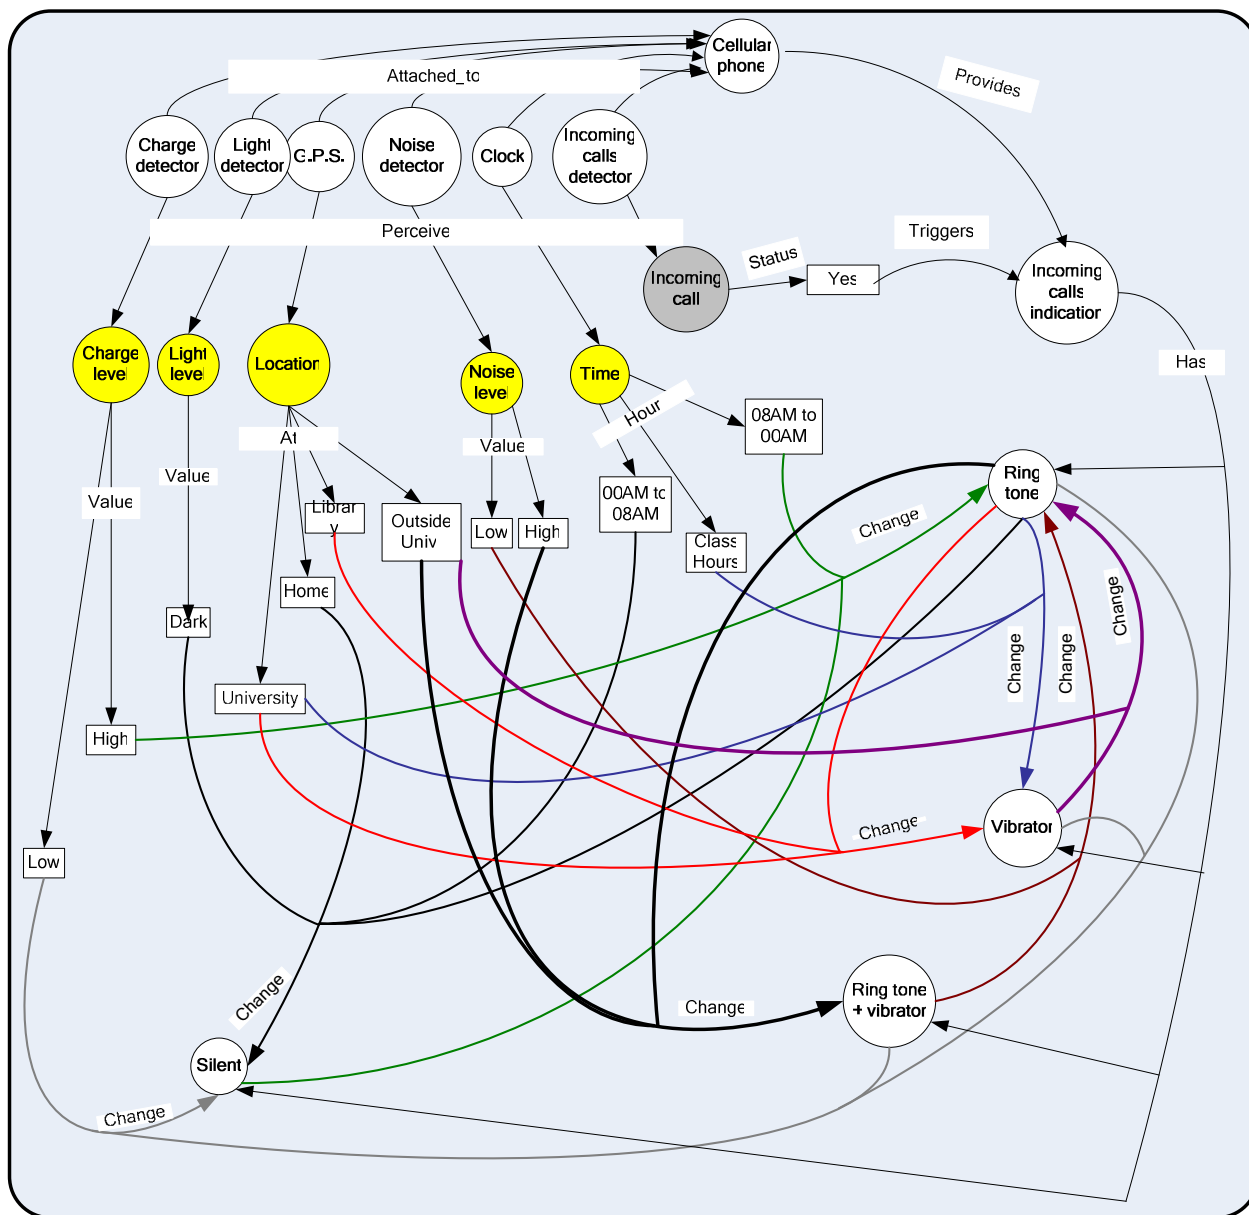 Cellular
phone
Attached_to
Provides
Charge
detector
Light
detector
G.P.S.
Noise
detector
Clock
Incoming
calls
detector
Perceive
Triggers
Status
Incoming
call
Yes
Incoming
calls
indication
Has
Charge
level
Light
level
Location
Noise
level
Time
Hour
08AM to
00AM
At
Value
Value
Value
Ring
tone
00AM to
08AM
Librar
y
Outside
Univ
Low
High
Change
Class
Hours
Home
Dark
Change
Change
Change
University
High
Vibrator
Change
Low
Ring tone
+ vibrator
Change
Change
Silent
Change